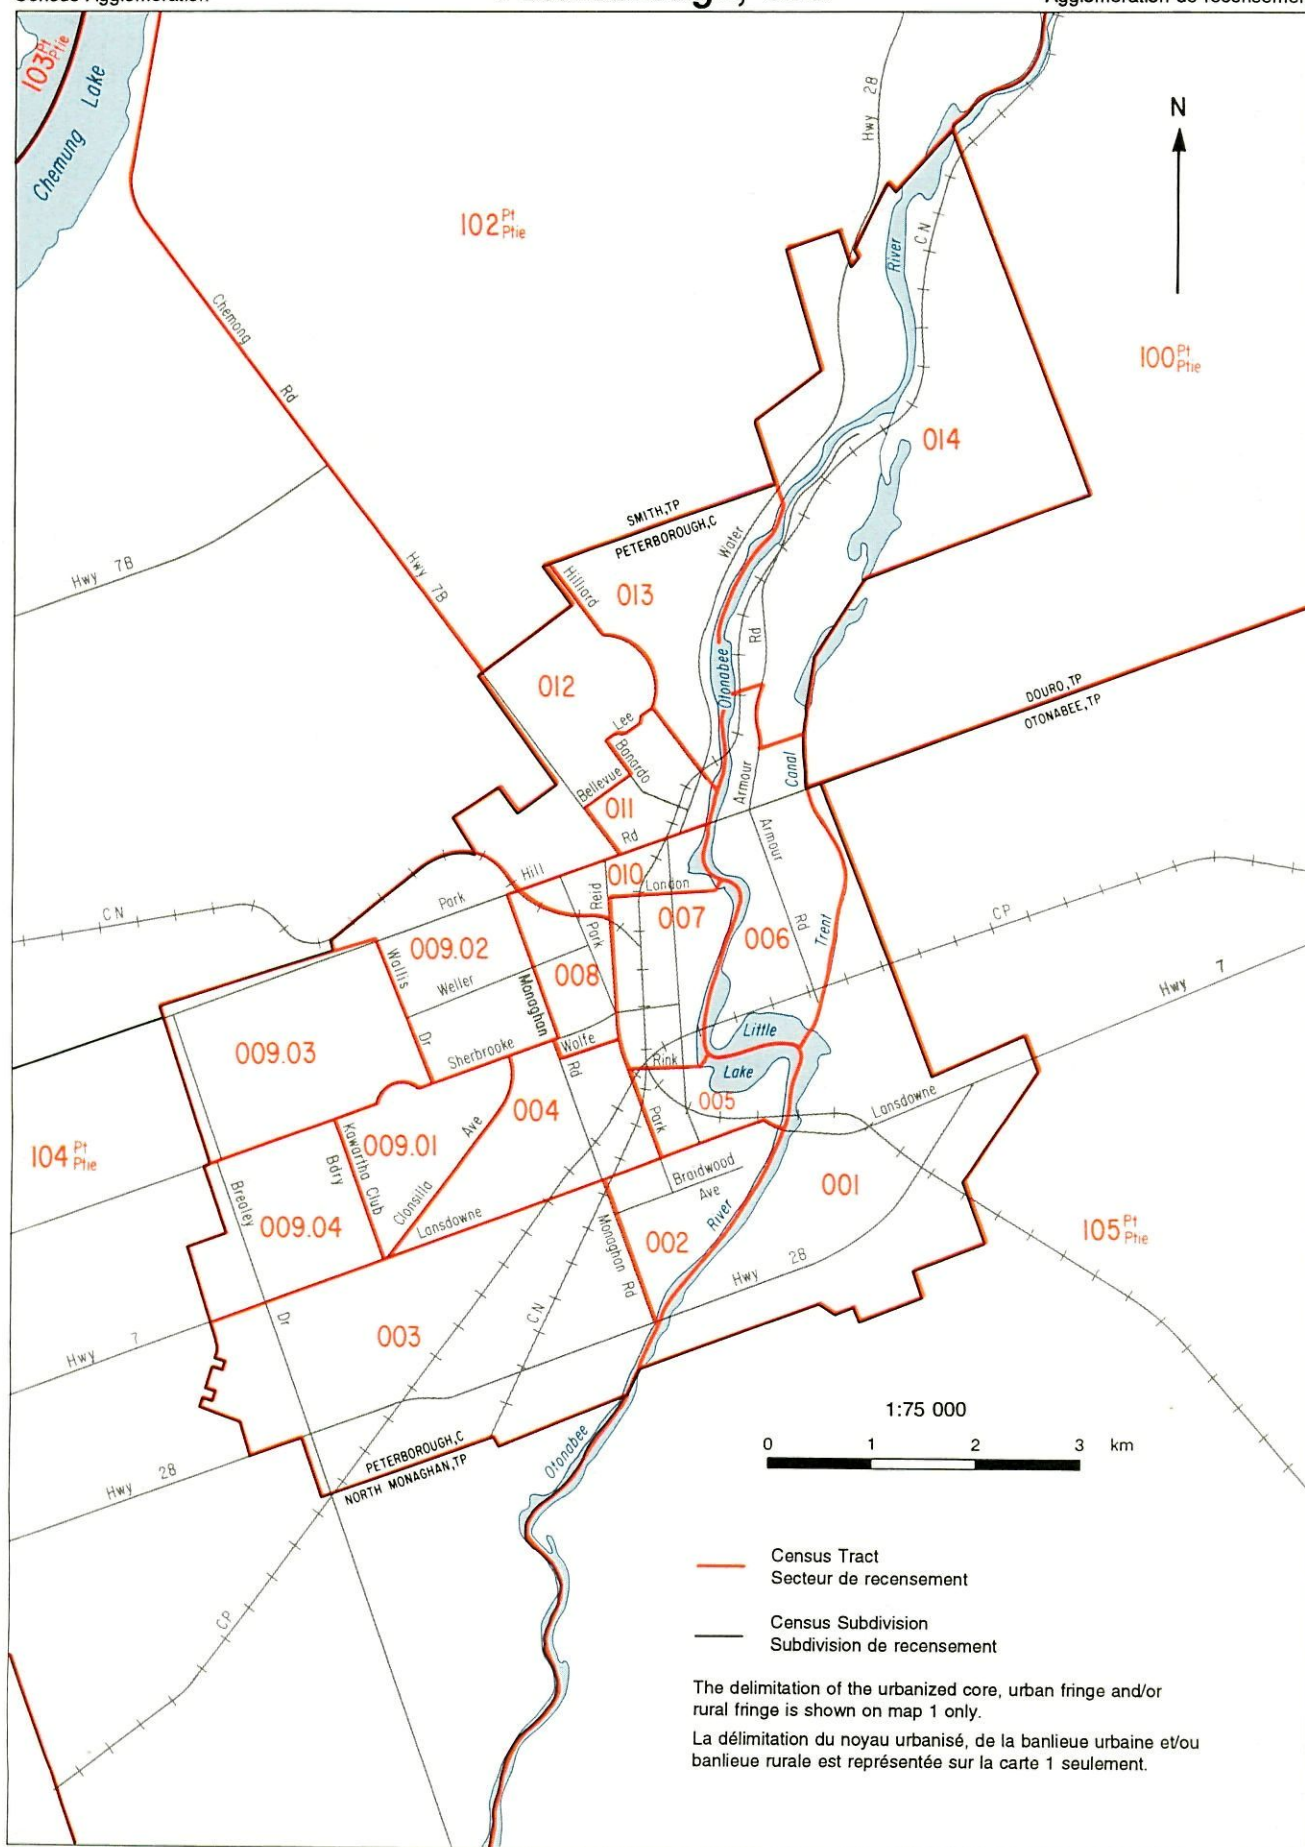 103 Pt
Ptie
Chemung Lake
Hwy 28
N
102 Pt
Ptie
River
CN
Chemong
Rd
100 Pt
Ptie
014
Hwy 7B
Hwy 7B
SMITH,TP
PETERBOROUGH,C
Water
Hilliard
013
Rd
Otonabee
012
Lee
DOURO,TP
OTONABEE,TP
Bellevue
Banardo
Armour
Canal
011
Rd
Armour
Rd
Hill
010
London
Park
Reid
CN
CP
007
Trent
006
009.02
Wallis
Park
Weller
008
Monaghan
Hwy 7
Dr
Little
Lake
009.03
Sherbrooke
Wolfe
Rd
Rink
Lansdowne
004
005
Park
Ave
104 Pt
Ptie
009.01
Kawartha Club
Bdry
Clonsilla
Braidwood
Ave
001
Brealey
009.04
Lansdowne
River
105 Pt
Ptie
Monaghan Rd
002
Hwy 28
Dr
003
CN
Hwy 7
1:75 000
0 1 2 3 km
PETERBOROUGH,C
NORTH MONAGHAN,TP
Otonabee
Hwy 28
CP
Census Tract
Secteur de recensement
Census Subdivision
Subdivision de recensement
The delimitation of the urbanized core, urban fringe and/or
rural fringe is shown on map 1 only.
La délimitation du noyau urbanisé, de la banlieue urbaine et/ou
banlieue rurale est représentée sur la carte 1 seulement.